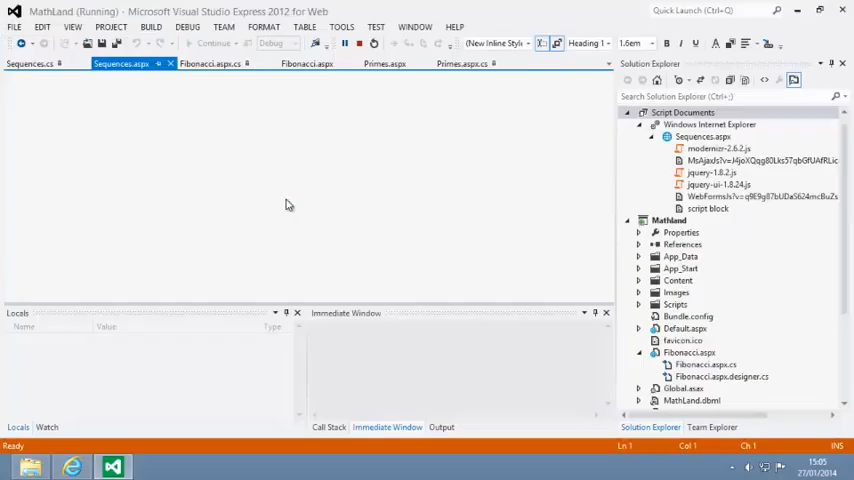 MathLand (Running) - Microsoft Visual Studio Express 2012 for Web
Quick Launch (Ctrl+Q)
FILE EDIT VIEW PROJECT BUILD DEBUG TEAM FORMAT TABLE TOOLS TEST WINDOW HELP
Continue Debug (New Inline Style Heading 1 1.6em B I U A
Sequences.cs Sequences.aspx Fibonacci.aspx.cs Fibonacci.aspx Primes.aspx Primes.aspx.cs
Solution Explorer
Search Solution Explorer (Ctrl+;)
Script Documents
Windows Internet Explorer
Sequences.aspx
modernizr-2.6.2.js
MsAjaxJs?v=J4joXQqg80Lks57qbGfUAfRLic
jquery-1.8.2.js
jquery-ui-1.8.24.js
WebFormsJs?v=q9E9g87bUDaS624mcBuZs
script block
Mathland
Properties
References
App_Data
App_Start
Content
Images
Scripts
Bundle.config
Default.aspx
favicon.ico
Fibonacci.aspx
Fibonacci.aspx.cs
Fibonacci.aspx.designer.cs
Global.asax
MathLand.dbml
Solution Explorer Team Explorer
Locals
Name Value Type
Locals Watch
Immediate Window
Call Stack Immediate Window Output
Ready Ln 1 Col 1 Ch 1 INS
15:05
27/01/2014